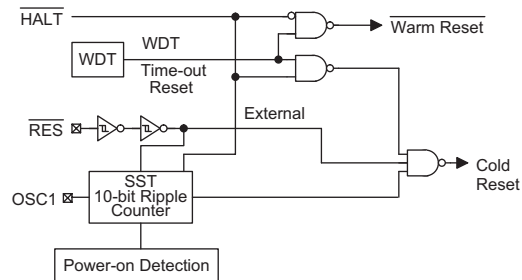 HALT
Warm Reset
WDT
WDT
Time-out
Reset
RES
External
Cold
Reset
OSC1
SST
10-bit Ripple
Counter
Power-on Detection